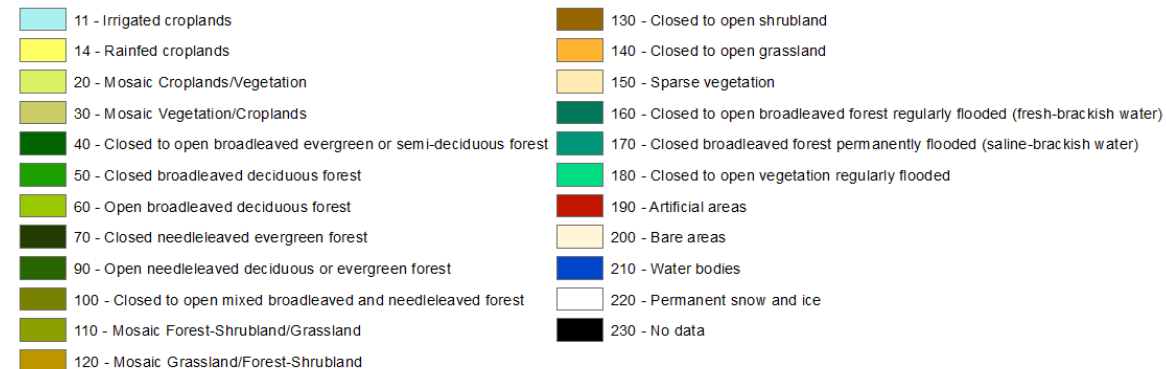 11 - Irrigated croplands
14 - Rainfed croplands
20 - Mosaic Croplands/Vegetation
30 - Mosaic Vegetation/Croplands
40 - Closed to open broadleaved evergreen or semi-deciduous forest
50 - Closed broadleaved deciduous forest
60 - Open broadleaved deciduous forest
70 - Closed needleleaved evergreen forest
90 - Open needleleaved deciduous or evergreen forest
100 - Closed to open mixed broadleaved and needleleaved forest
110 - Mosaic Forest-Shrubland/Grassland
120 - Mosaic Grassland/Forest-Shrubland
130 - Closed to open shrubland
140 - Closed to open grassland
150 - Sparse vegetation
160 - Closed to open broadleaved forest regularly flooded (fresh-brackish water)
170 - Closed broadleaved forest permanently flooded (saline-brackish water)
180 - Closed to open vegetation regularly flooded
190 - Artificial areas
200 - Bare areas
210 - Water bodies
220 - Permanent snow and ice
230 - No data